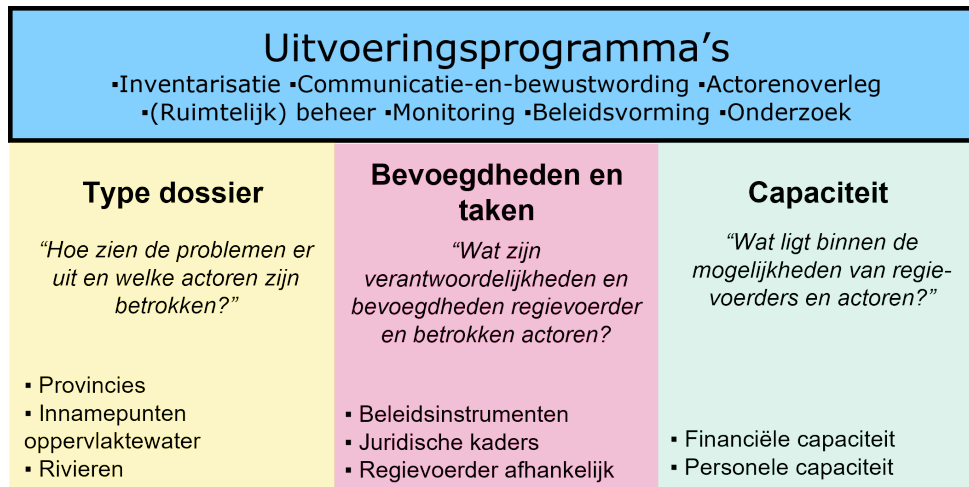 Uitvoeringsprogramma's
▪Inventarisatie ▪Communicatie-en-bewustwording ▪Actorenoverleg
▪(Ruimtelijk) beheer ▪Monitoring ▪Beleidsvorming ▪Onderzoek
Type dossier
“Hoe zien de problemen er
uit en welke actoren zijn
betrokken?”
▪ Provincies
▪ Innamepunten
oppervlaktewater
▪ Rivieren
Bevoegdheden en
taken
“Wat zijn
verantwoordelijkheden en
bevoegdheden regievoerder
en betrokken actoren?
▪ Beleidsinstrumenten
▪ Juridische kaders
▪ Regievoerder afhankelijk
Capaciteit
“Wat ligt binnen de
mogelijkheden van regie-
voerders en actoren?”
▪ Financiële capaciteit
▪ Personele capaciteit